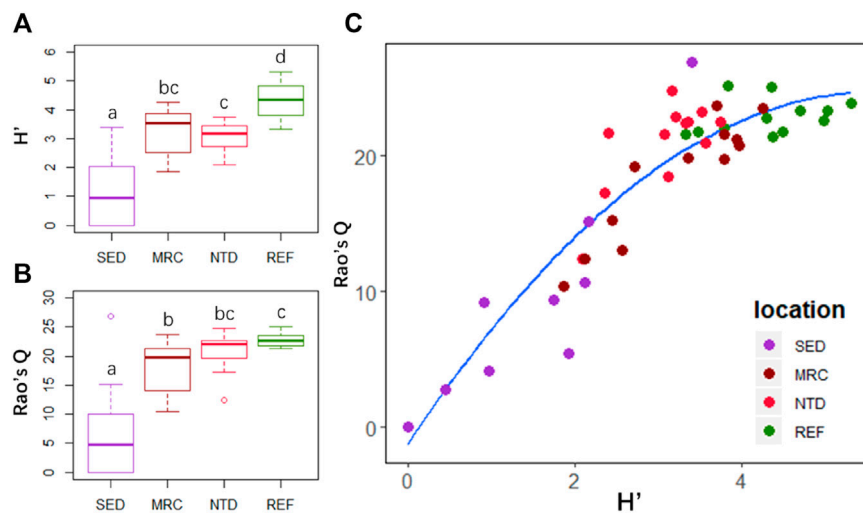 A
H'
6
5
4
3
2
1
0
a
bc
c
d
SED MRC NTD REF
B
Rao's Q
30
25
20
15
10
5
0
a
b
bc
c
SED MRC NTD REF
C
Rao's Q
20
10
0
0 2 4
H'
location
SED
MRC
NTD
REF